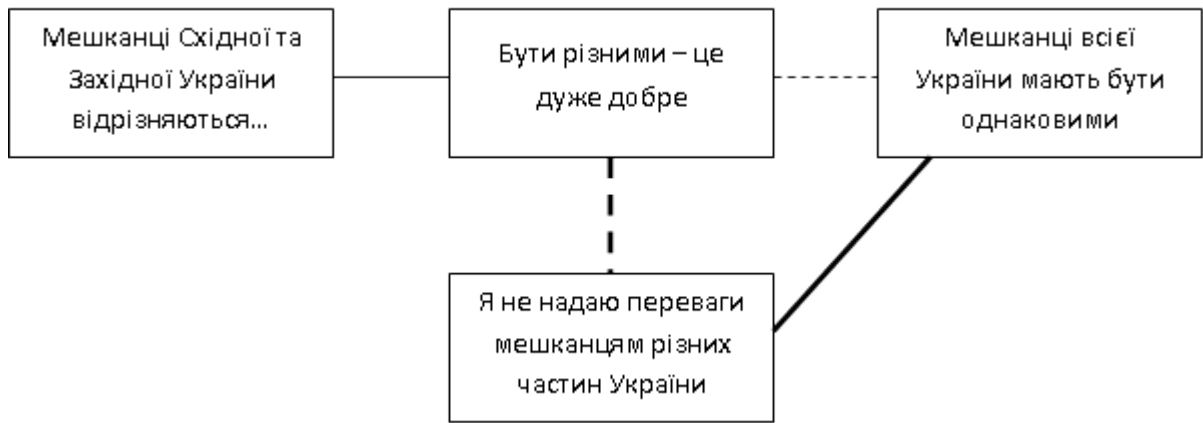 Мешканці Східної та
Західної України
відрізняються...
Бути різними – це
дуже добре
Мешканці всієї
України мають бути
однаковими
Я не надаю переваги
мешканцям різних
частин України